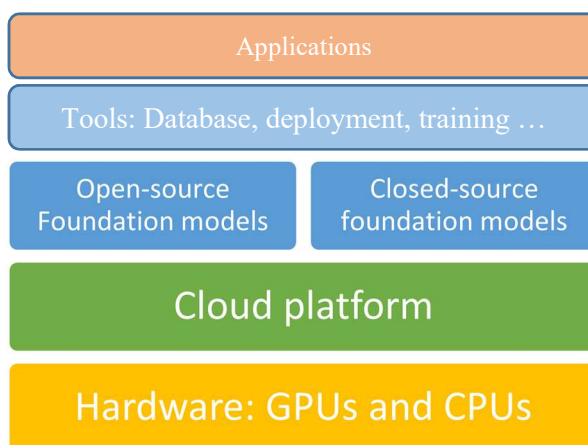 Applications
Tools: Database, deployment, training …
Open-source
Foundation models
Closed-source
foundation models
Cloud platform
Hardware: GPUs and CPUs